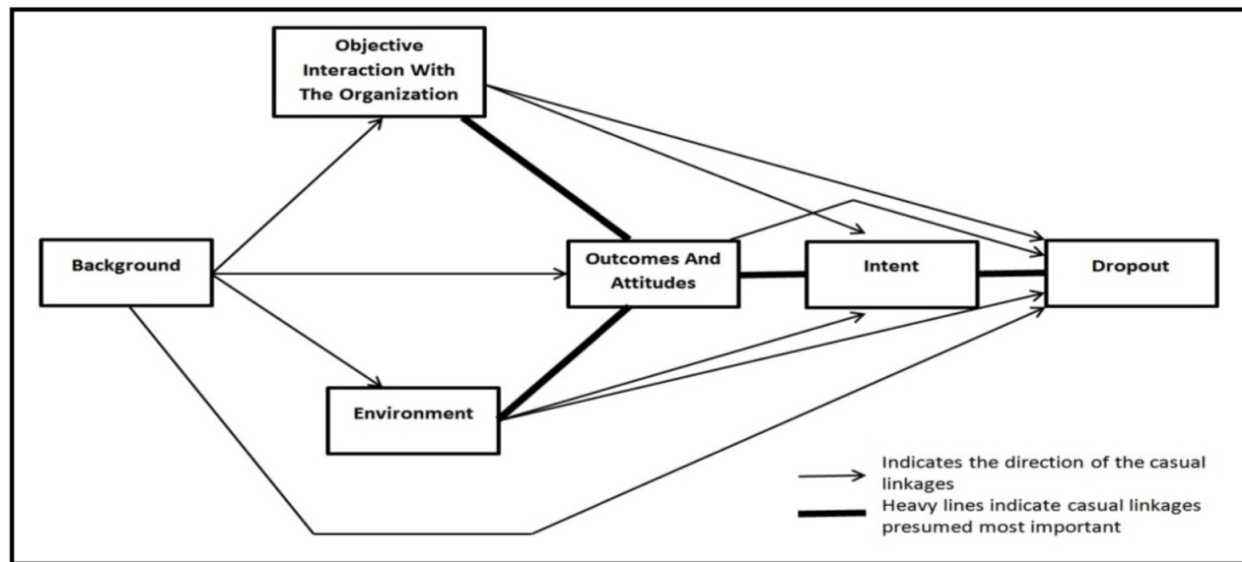 Objective
Interaction With
The Organization
Background
Outcomes And
Attitudes
Intent
Dropout
Environment
Indicates the direction of the casual
linkages
Heavy lines indicate casual linkages
presumed most important